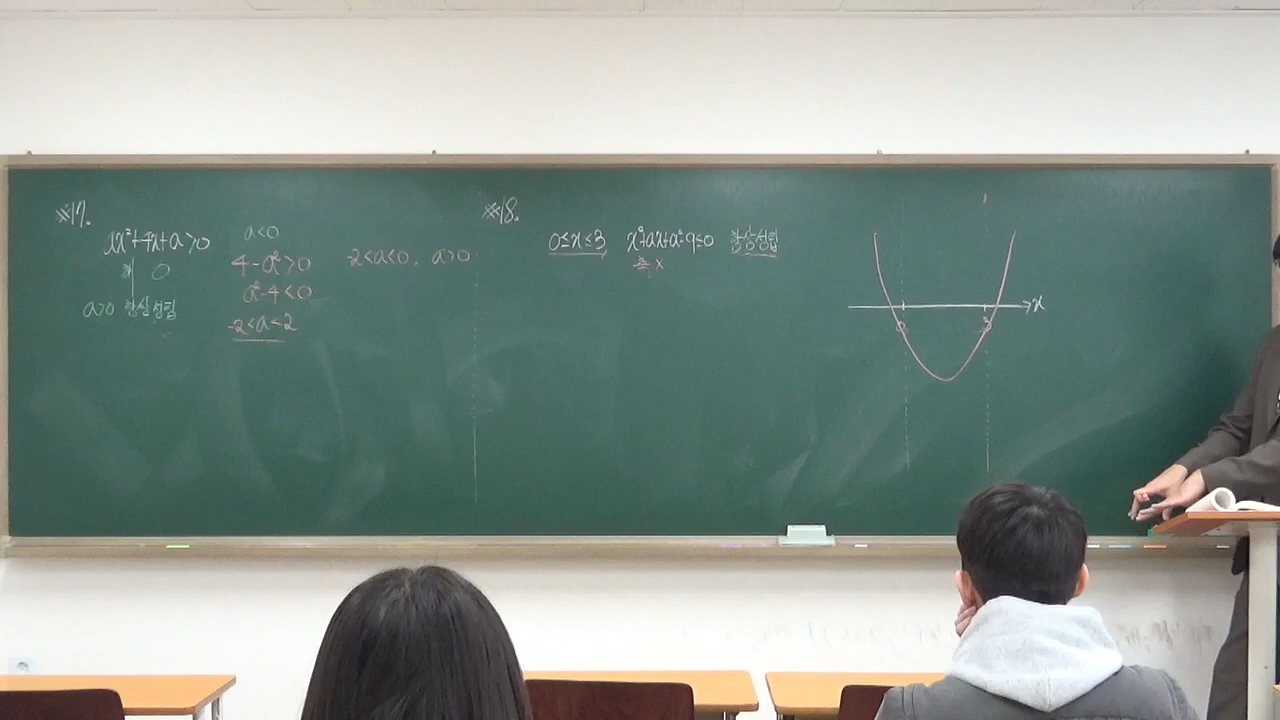 ※17.
ax²+4x+a>0
a>0 항상성립
a<0
4-a²>0
a²-4<0
-2<a<2
-2<a<0, a>0
※18.
0≤x≤3 x²+ax+a²-9≤0 항상성립
x
0 3